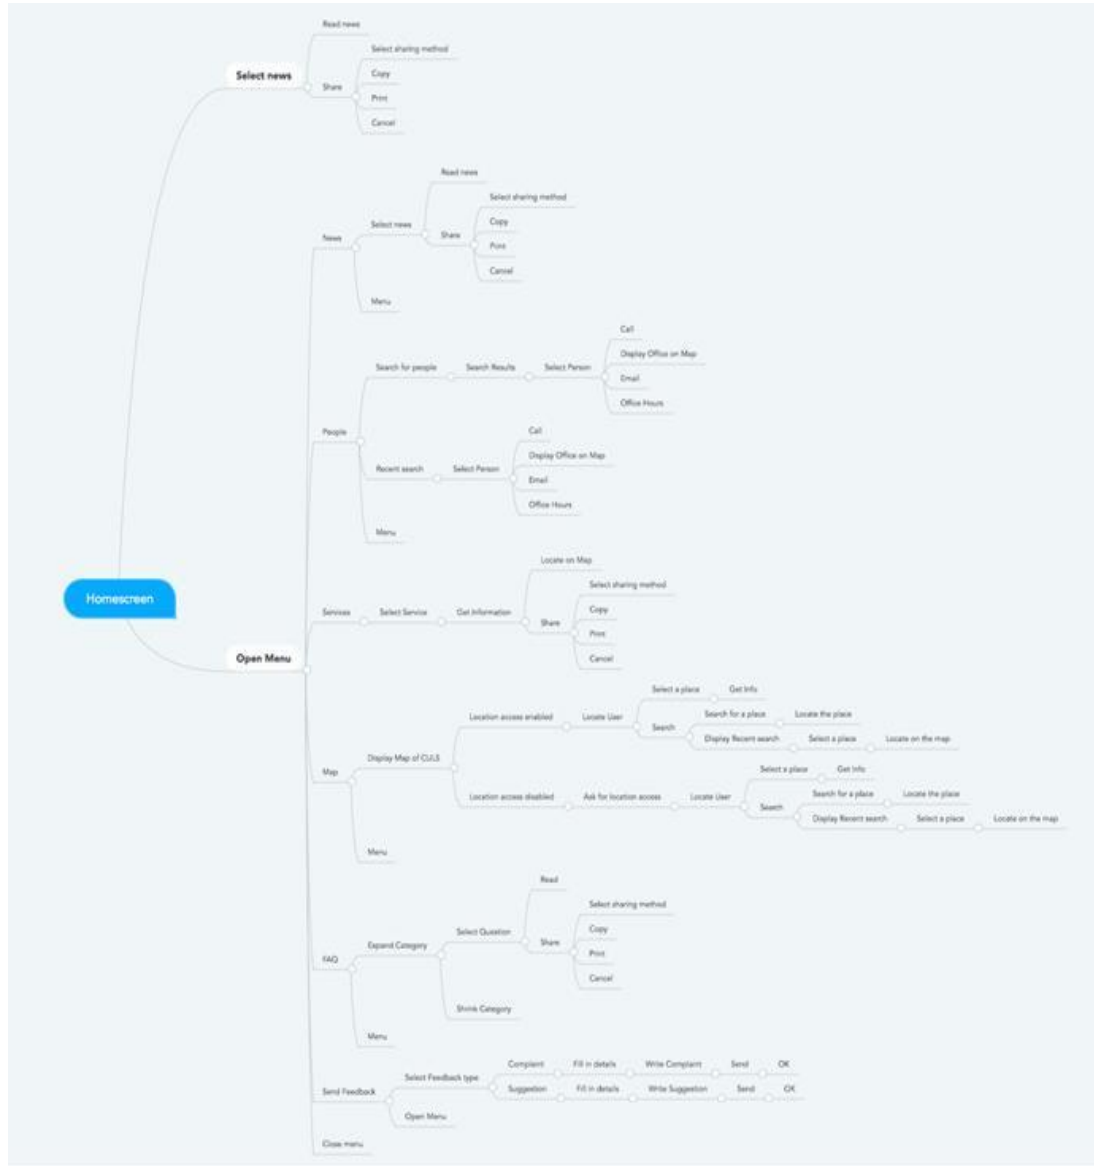 Read news
Select sharing method
Select news
Copy
Share
Print
Cancel
Read news
Select sharing method
Select news
Copy
News
Share
Print
Cancel
Menu
Call
Display Office on Map
Search for people
Search Results
Select Person
Email
Office Hours
People
Call
Display Office on Map
Recent search
Select Person
Email
Office Hours
Menu
Locate on Map
Select sharing method
Homescreen
Services
Select Service
Get Information
Copy
Share
Print
Cancel
Open Menu
Select a place
Get Info
Location access enabled
Locate User
Search
Search for a place
Locate the place
Display Recent search
Select a place
Locate on the map
Display Map of CULS
Map
Select a place
Get Info
Location access disabled
Ask for location access
Locate User
Search
Search for a place
Locate the place
Display Recent search
Select a place
Locate on the map
Menu
Read
Select sharing method
Select Question
Copy
Expand Category
Share
Print
FAQ
Cancel
Shrink Category
Menu
Complaint
Fill in details
Write Complaint
Send
OK
Select Feedback type
Suggestion
Fill in details
Write Suggestion
Send
OK
Send Feedback
Open Menu
Close menu